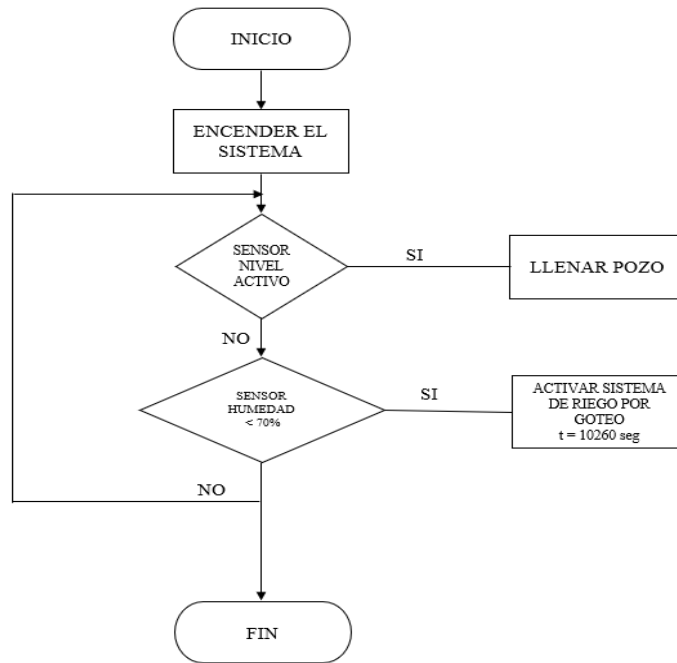 INICIO
ENCENDER EL
SISTEMA
SENSOR
NIVEL
ACTIVO
SI
LLENAR POZO
NO
SENSOR
HUMEDAD
< 70%
SI
ACTIVAR SISTEMA
DE RIEGO POR
GOTEO
t = 10260 seg
NO
FIN